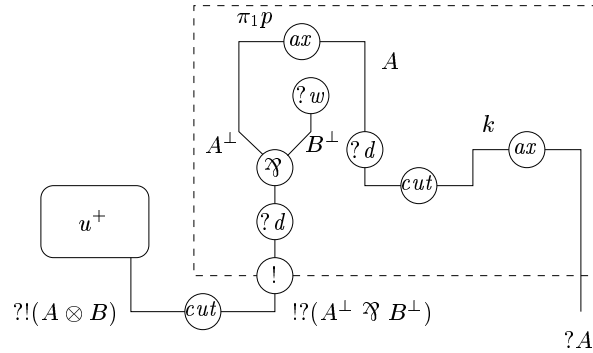 π₁p
ax
A
?w
k
A⊥ B⊥ ?d ax
⅋
cut
u⁺ ?d
!
?!(A ⊗ B) cut !?(A⊥ ⅋ B⊥)
?A